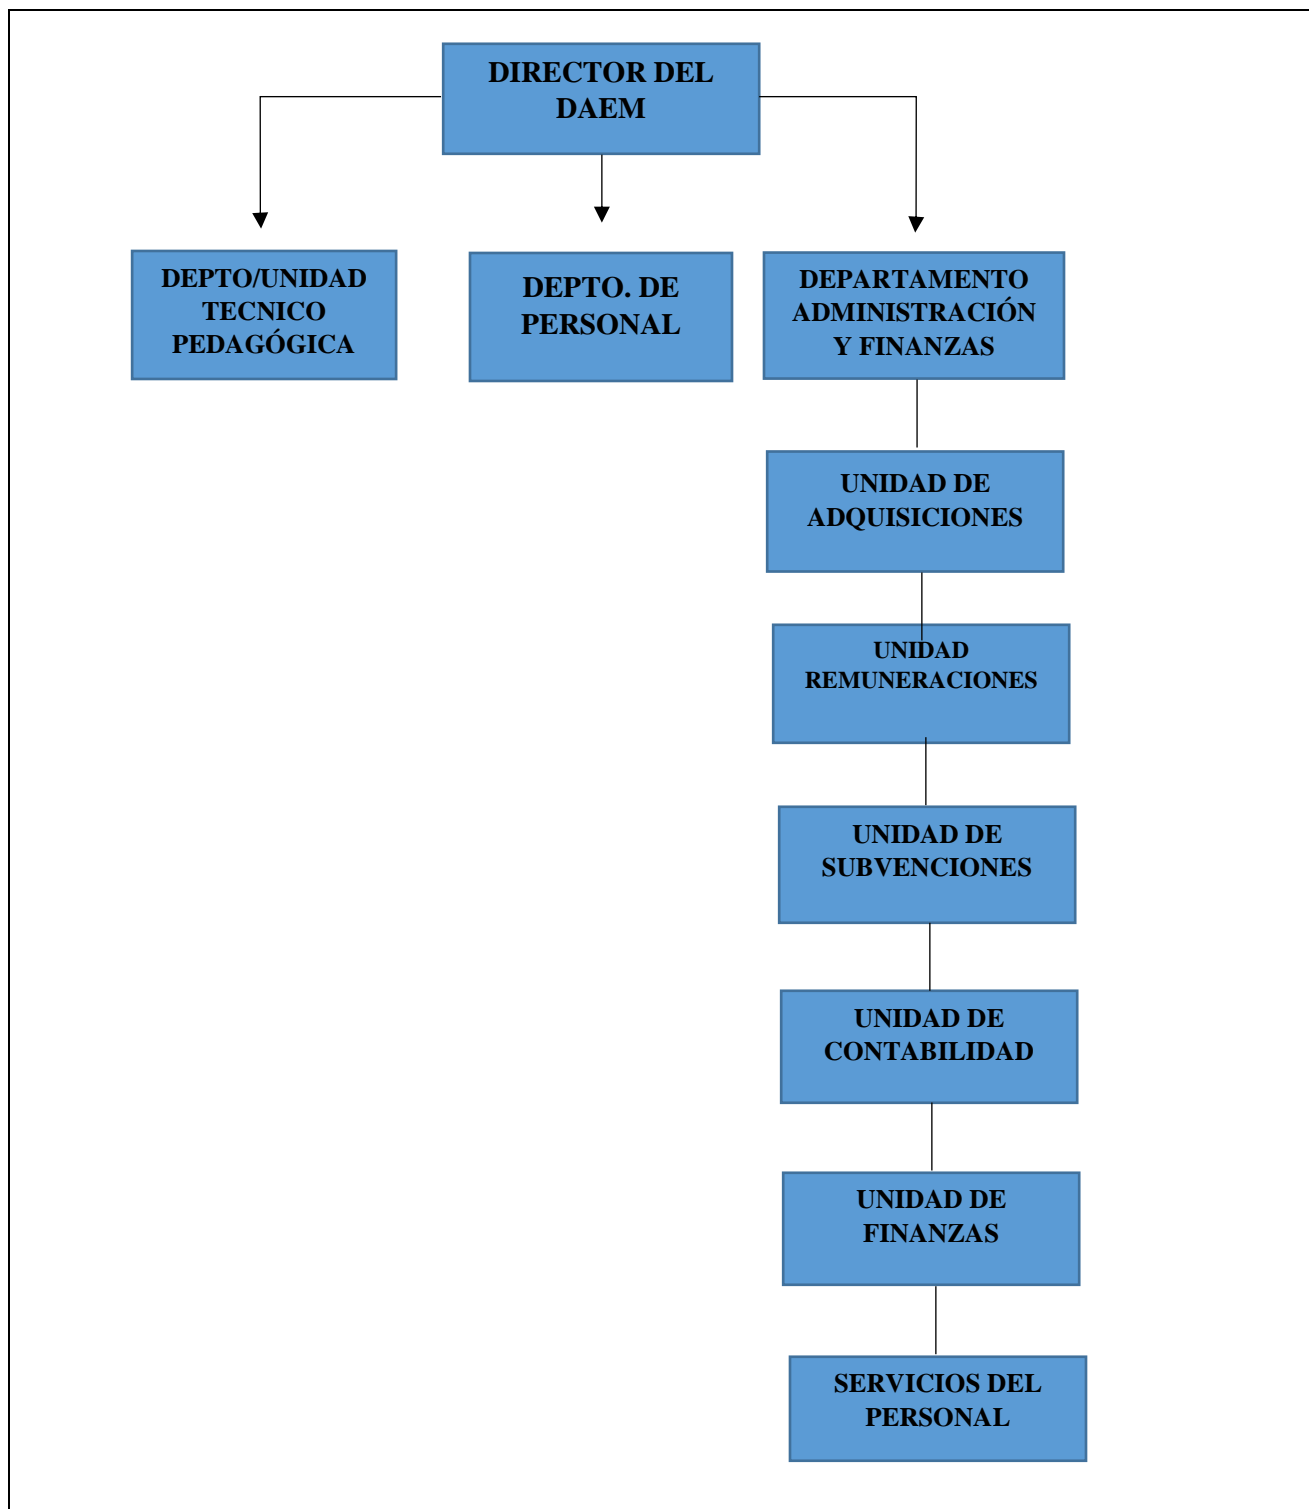 DIRECTOR DEL
DAEM
DEPTO/UNIDAD
TECNICO
PEDAGÓGICA
DEPTO. DE
PERSONAL
DEPARTAMENTO
ADMINISTRACIÓN
Y FINANZAS
UNIDAD DE
ADQUISICIONES
UNIDAD
REMUNERACIONES
UNIDAD DE
SUBVENCIONES
UNIDAD DE
CONTABILIDAD
UNIDAD DE
FINANZAS
SERVICIOS DEL
PERSONAL